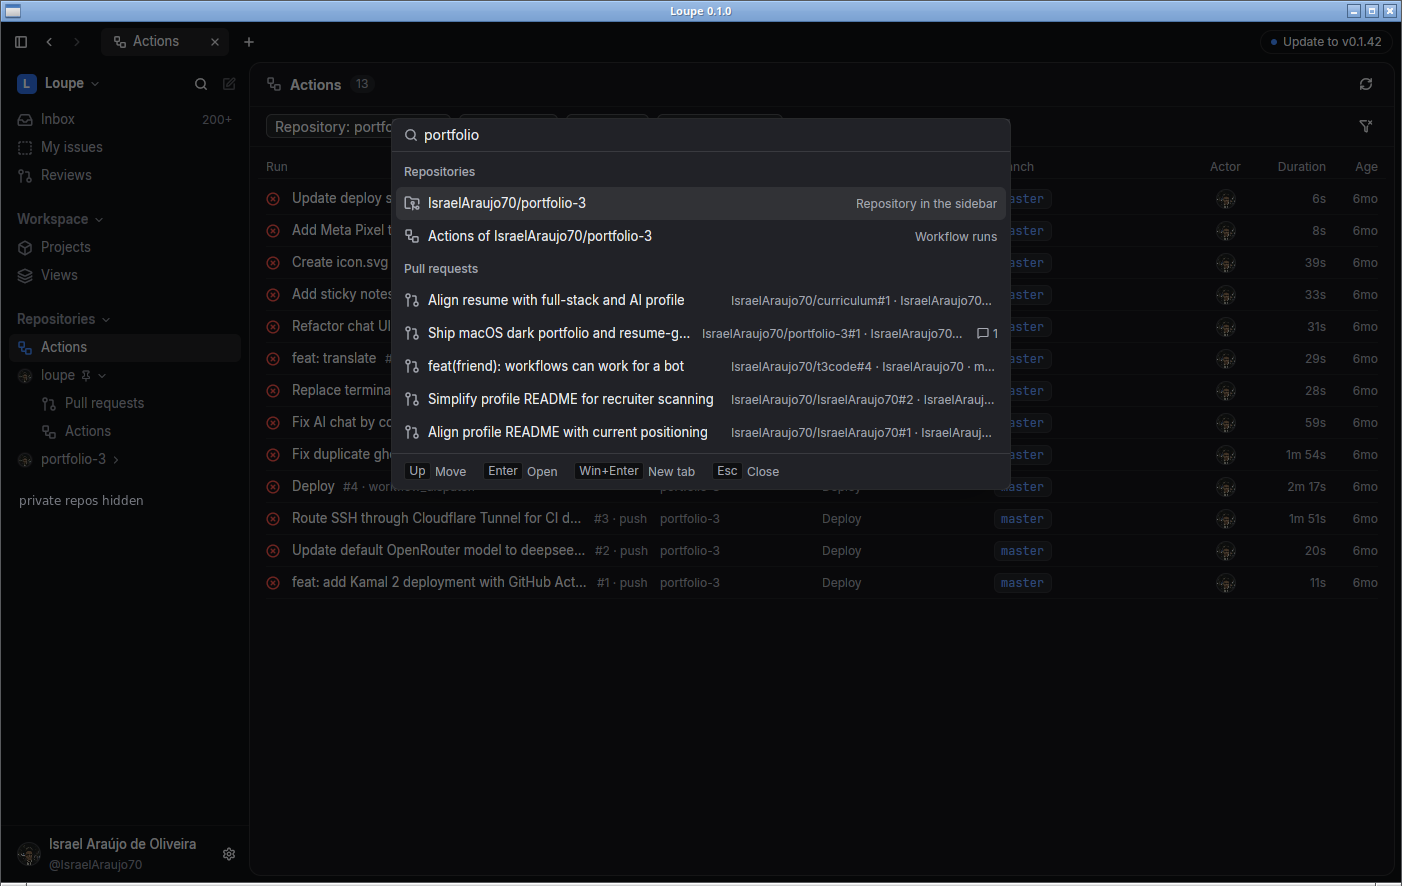 Loupe 0.1.0
Actions
Update to v0.1.42
L Loupe
Inbox 200+
My issues
Reviews
Workspace
Projects
Views
Repositories
Actions
loupe
Pull requests
Actions
portfolio-3
private repos hidden
Israel Araújo de Oliveira
@IsraelAraujo70
Actions 13
Repository: portfo
portfolio
Repositories
IsraelAraujo70/portfolio-3 Repository in the sidebar
Actions of IsraelAraujo70/portfolio-3 Workflow runs
Pull requests
Align resume with full-stack and AI profile IsraelAraujo70/curriculum#1 · IsraelAraujo70...
Ship macOS dark portfolio and resume-g... IsraelAraujo70/portfolio-3#1 · IsraelAraujo70... 1
feat(friend): workflows can work for a bot IsraelAraujo70/t3code#4 · IsraelAraujo70 · m...
Simplify profile README for recruiter scanning IsraelAraujo70/IsraelAraujo70#2 · IsraelArauj...
Align profile README with current positioning IsraelAraujo70/IsraelAraujo70#1 · IsraelArauj...
Up Move Enter Open Win+Enter New tab Esc Close
Run Actor Duration Age
Update deploy s 6s 6mo
Add Meta Pixel t 8s 6mo
Create icon.svg 39s 6mo
Add sticky notes 33s 6mo
Refactor chat UI 31s 6mo
feat: translate # 29s 6mo
Replace termina 28s 6mo
Fix AI chat by co 59s 6mo
Fix duplicate gho 1m 54s 6mo
Deploy #4 · workflow_dispatch portfolio-3 Deploy master 2m 17s 6mo
Route SSH through Cloudflare Tunnel for CI d... #3 · push portfolio-3 Deploy master 1m 51s 6mo
Update default OpenRouter model to deepsee... #2 · push portfolio-3 Deploy master 20s 6mo
feat: add Kamal 2 deployment with GitHub Act... #1 · push portfolio-3 Deploy master 11s 6mo